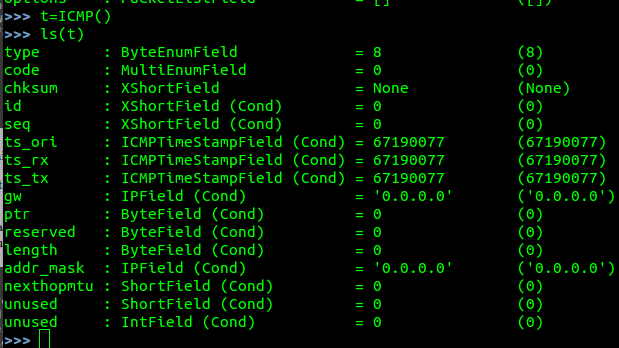 options : PacketListField = [] ([])
>>> t=ICMP()
>>> ls(t)
type : ByteEnumField = 8 (8)
code : MultiEnumField = 0 (0)
chksum : XShortField = None (None)
id : XShortField (Cond) = 0 (0)
seq : XShortField (Cond) = 0 (0)
ts_ori : ICMPTimeStampField (Cond) = 67190077 (67190077)
ts_rx : ICMPTimeStampField (Cond) = 67190077 (67190077)
ts_tx : ICMPTimeStampField (Cond) = 67190077 (67190077)
gw : IPField (Cond) = '0.0.0.0' ('0.0.0.0')
ptr : ByteField (Cond) = 0 (0)
reserved : ByteField (Cond) = 0 (0)
length : ByteField (Cond) = 0 (0)
addr_mask : IPField (Cond) = '0.0.0.0' ('0.0.0.0')
nexthopmtu : ShortField (Cond) = 0 (0)
unused : ShortField (Cond) = 0 (0)
unused : IntField (Cond) = 0 (0)
>>>